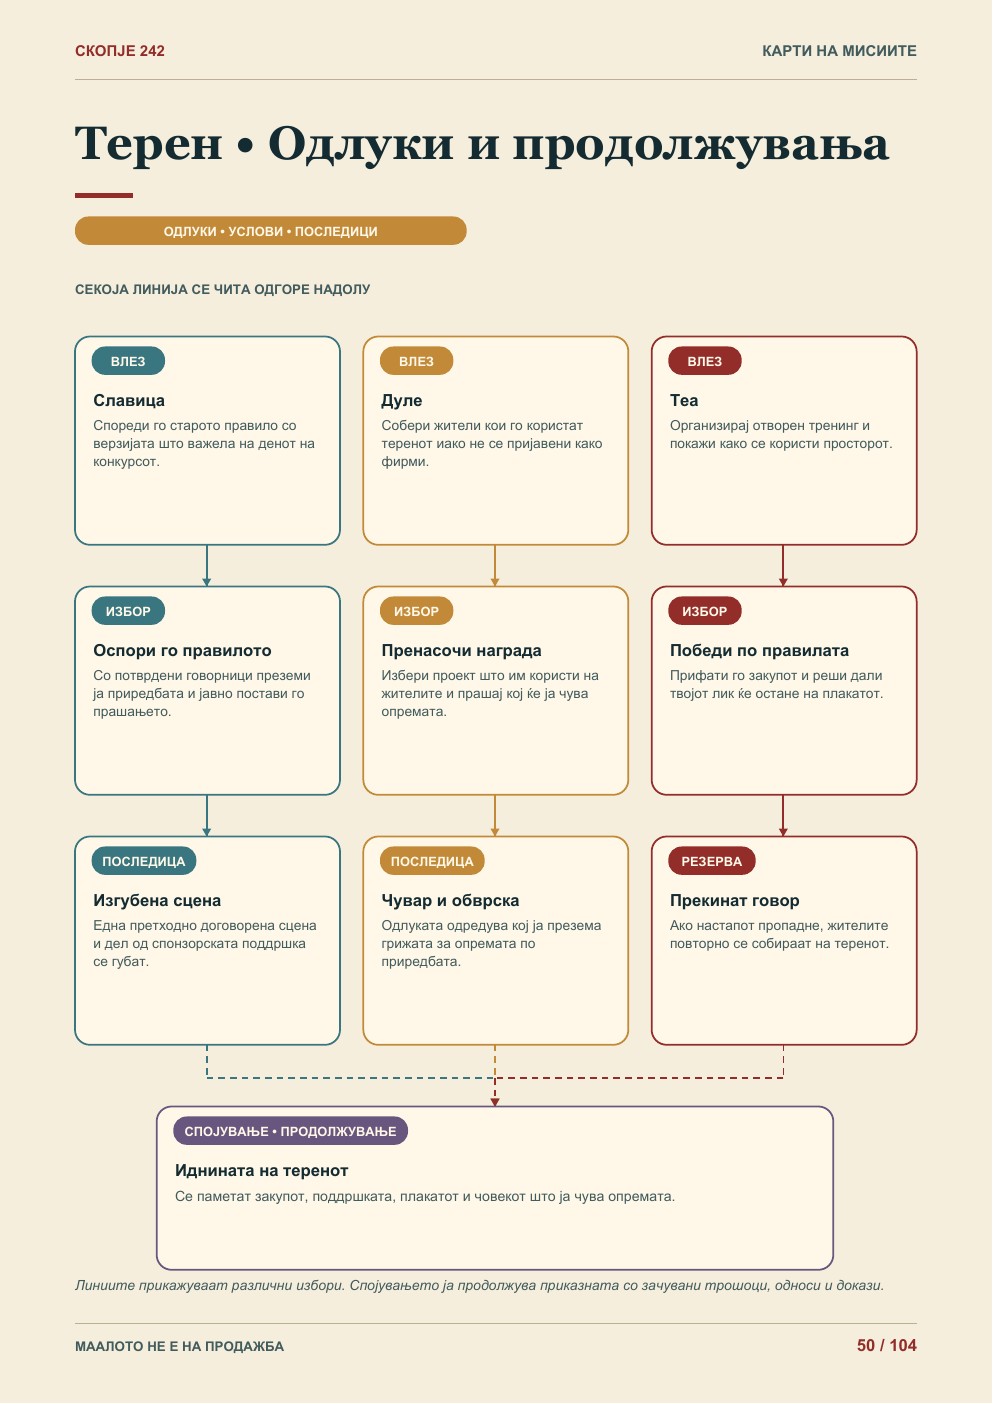 СКОПЈЕ 242
КАРТИ НА МИСИИТЕ
Терен • Одлуки и продолжувања
ОДЛУКИ • УСЛОВИ • ПОСЛЕДИЦИ
СЕКОЈА ЛИНИЈА СЕ ЧИТА ОДГОРЕ НАДОЛУ
ВЛЕЗ
Славица
Спореди го старото правило со
верзијата што важела на денот на
конкурсот.
ВЛЕЗ
Дуле
Собери жители кои го користат
теренот иако не се пријавени како
фирми.
ВЛЕЗ
Теа
Организирај отворен тренинг и
покажи како се користи просторот.
ИЗБОР
Оспори го правилото
Со потврдени говорници преземи
ја приредбата и јавно постави го
прашањето.
ИЗБОР
Пренасочи награда
Избери проект што им користи на
жителите и прашај кој ќе ја чува
опремата.
ИЗБОР
Победи по правилата
Прифати го закупот и реши дали
твојот лик ќе остане на плакатот.
ПОСЛЕДИЦА
Изгубена сцена
Една претходно договорена сцена
и дел од спонзорската поддршка
се губат.
ПОСЛЕДИЦА
Чувар и обврска
Одлуката одредува кој ја презема
грижата за опремата по
приредбата.
РЕЗЕРВА
Прекинат говор
Ако настапот пропадне, жителите
повторно се собираат на теренот.
СПОЈУВАЊЕ • ПРОДОЛЖУВАЊЕ
Иднината на теренот
Се паметат закупот, поддршката, плакатот и човекот што ја чува опремата.
Линиите прикажуваат различни избори. Спојувањето ја продолжува приказната со зачувани трошоци, односи и докази.
МААЛОТО НЕ Е НА ПРОДАЖБА
50 / 104